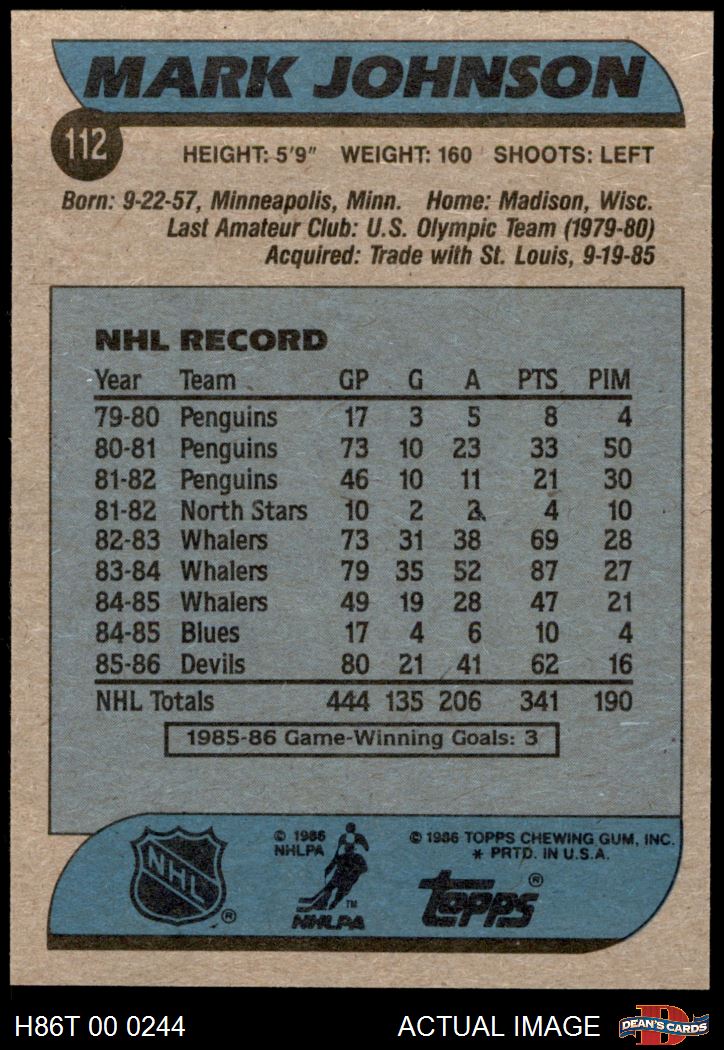 MARK JOHNSON
112
HEIGHT: 5'9" WEIGHT: 160 SHOOTS: LEFT
Born: 9-22-57, Minneapolis, Minn. Home: Madison, Wisc.
Last Amateur Club: U.S. Olympic Team (1979-80)
Acquired: Trade with St. Louis, 9-19-85
NHL RECORD
Year Team GP G A PTS PIM
79-80 Penguins 17 3 5 8 4
80-81 Penguins 73 10 23 33 50
81-82 Penguins 46 10 11 21 30
81-82 North Stars 10 2 2 4 10
82-83 Whalers 73 31 38 69 28
83-84 Whalers 79 35 52 87 27
84-85 Whalers 49 19 28 47 21
84-85 Blues 17 4 6 10 4
85-86 Devils 80 21 41 62 16
NHL Totals 444 135 206 341 190
1985-86 Game-Winning Goals: 3
NHL ®
© 1986
NHLPA
TM
NHLPA
© 1986 TOPPS CHEWING GUM, INC.
* PRTD. IN U.S.A.
TOPPS ®
H86T 00 0244 ACTUAL IMAGE
D
DEAN'S CARDS